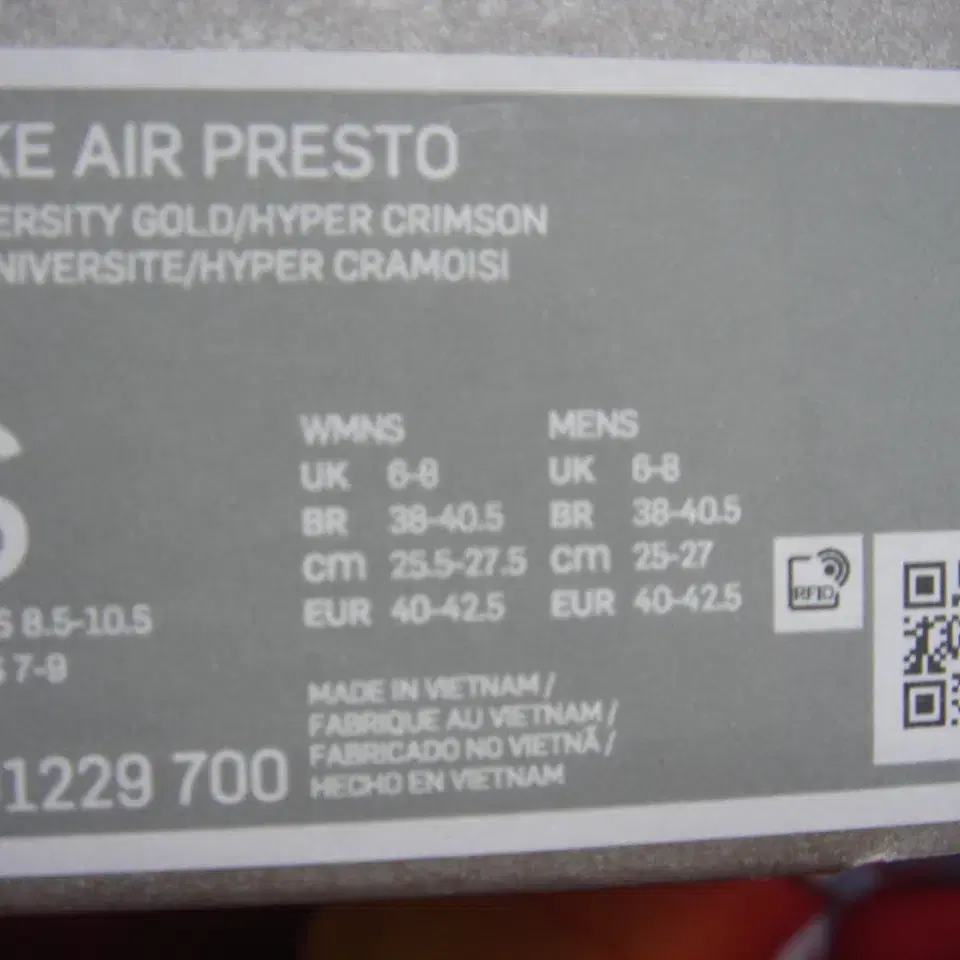 KE AIR PRESTO
ERSITY GOLD/HYPER CRIMSON
NIVERSITE/HYPER CRAMOISI
S
S 8.5-10.5
S 7-9
WMNS
UK 6-8
BR 38-40.5
cm 25.5-27.5
EUR 40-42.5
MENS
UK 6-8
BR 38-40.5
cm 25-27
EUR 40-42.5
RFID
MADE IN VIETNAM /
FABRIQUE AU VIETNAM /
FABRICADO NO VIETNÃ /
HECHO EN VIETNAM
1229 700